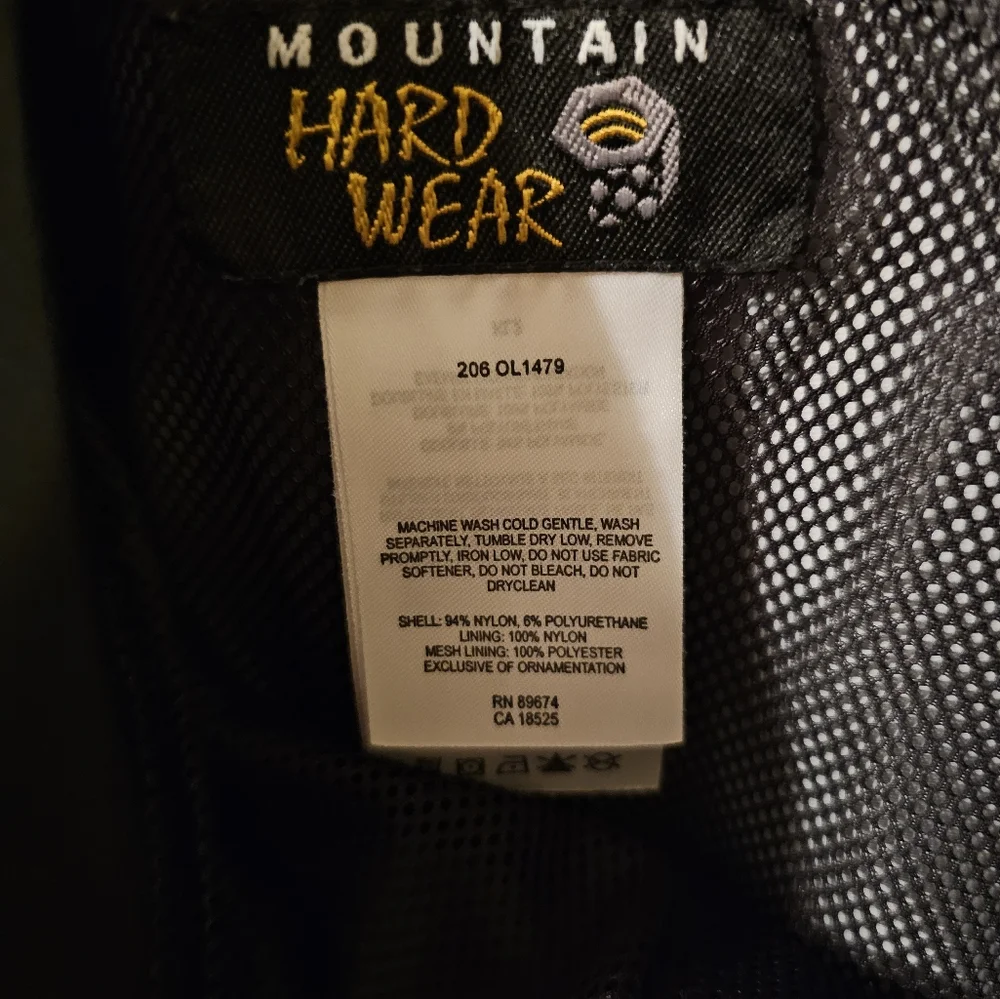 MOUNTAIN
HARD
WEAR
206 OL1479
MACHINE WASH COLD GENTLE, WASH
SEPARATELY, TUMBLE DRY LOW, REMOVE
PROMPTLY, IRON LOW, DO NOT USE FABRIC
SOFTENER, DO NOT BLEACH, DO NOT
DRYCLEAN
SHELL: 94% NYLON, 6% POLYURETHANE
LINING: 100% NYLON
MESH LINING: 100% POLYESTER
EXCLUSIVE OF ORNAMENTATION
RN 89674
CA 18525